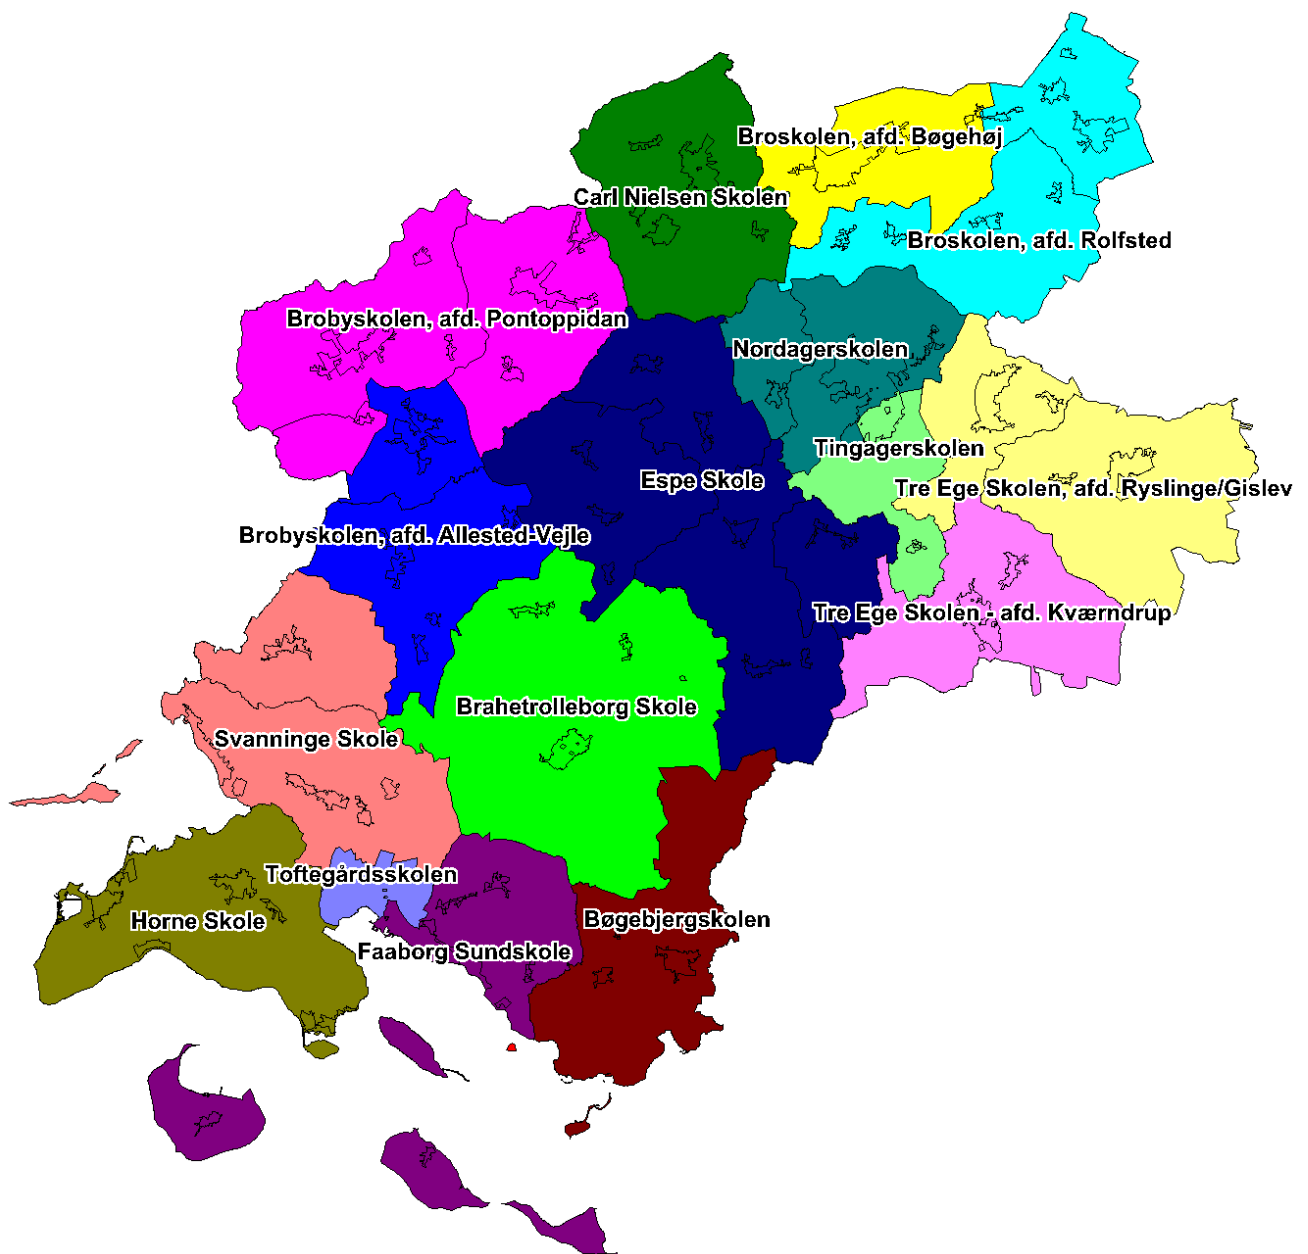 Broskolen, afd. Bøgehøj
Carl Nielsen Skolen
Broskolen, afd. Rolfsted
Brobyskolen, afd. Pontoppidan
Nordagerskolen
Tingagerskolen
Espe Skole
Tre Ege Skolen, afd. Ryslinge/Gislev
Brobyskolen, afd. Allested-Vejle
Tre Ege Skolen - afd. Kværndrup
Brahetrolleborg Skole
Svanninge Skole
Toftegårdsskolen
Horne Skole
Bøgebjergskolen
Faaborg Sundskole